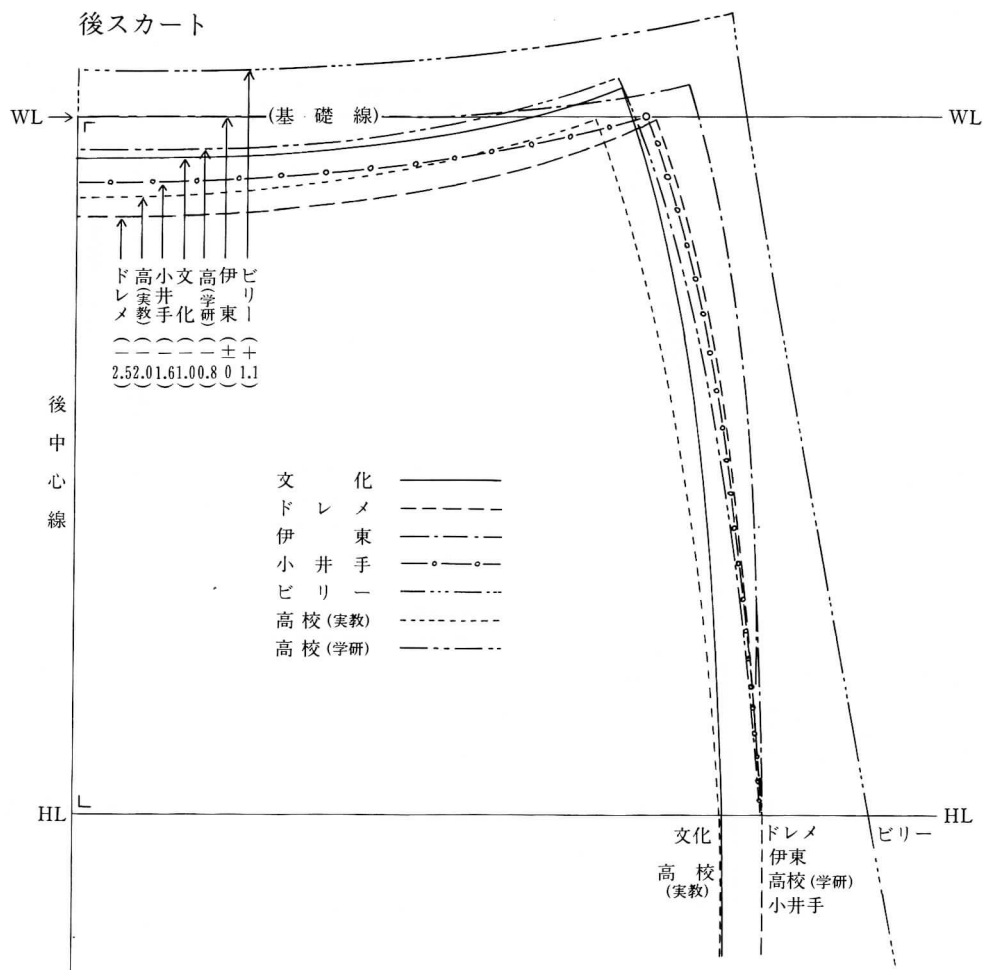 後スカート
WL
(基礎線)
WL
ドレメ(-2.5)
高(実教)(-2.0)
小井手(-1.6)
文化(-1.0)
高(学研)(-0.8)
伊東(±0)
ビリー(+1.1)
後中心線
文化
ドレメ
伊東
小井手
ビリー
高校(実教)
高校(学研)
HL
HL
文化
高校
(実教)
ドレメ
伊東
高校(学研)
小井手
ビリー